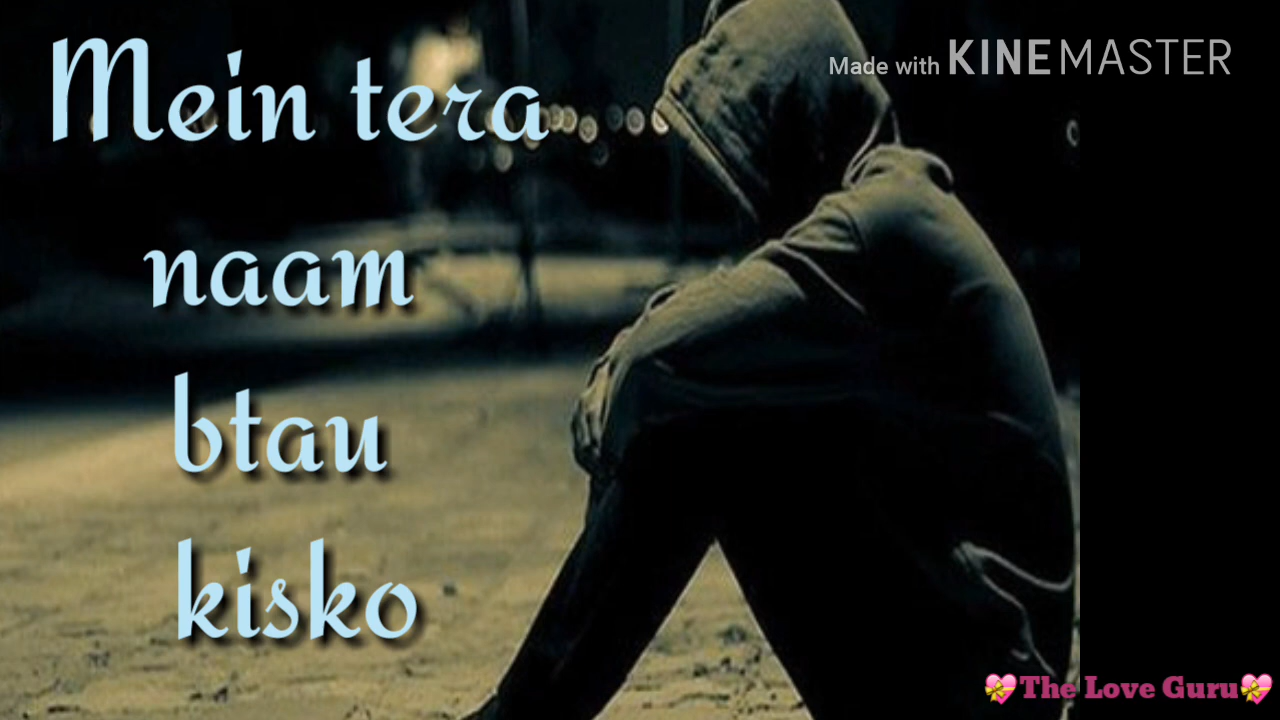 Made with KINEMASTER
Mein tera
naam
btau
kisko
💝The Love Guru💝